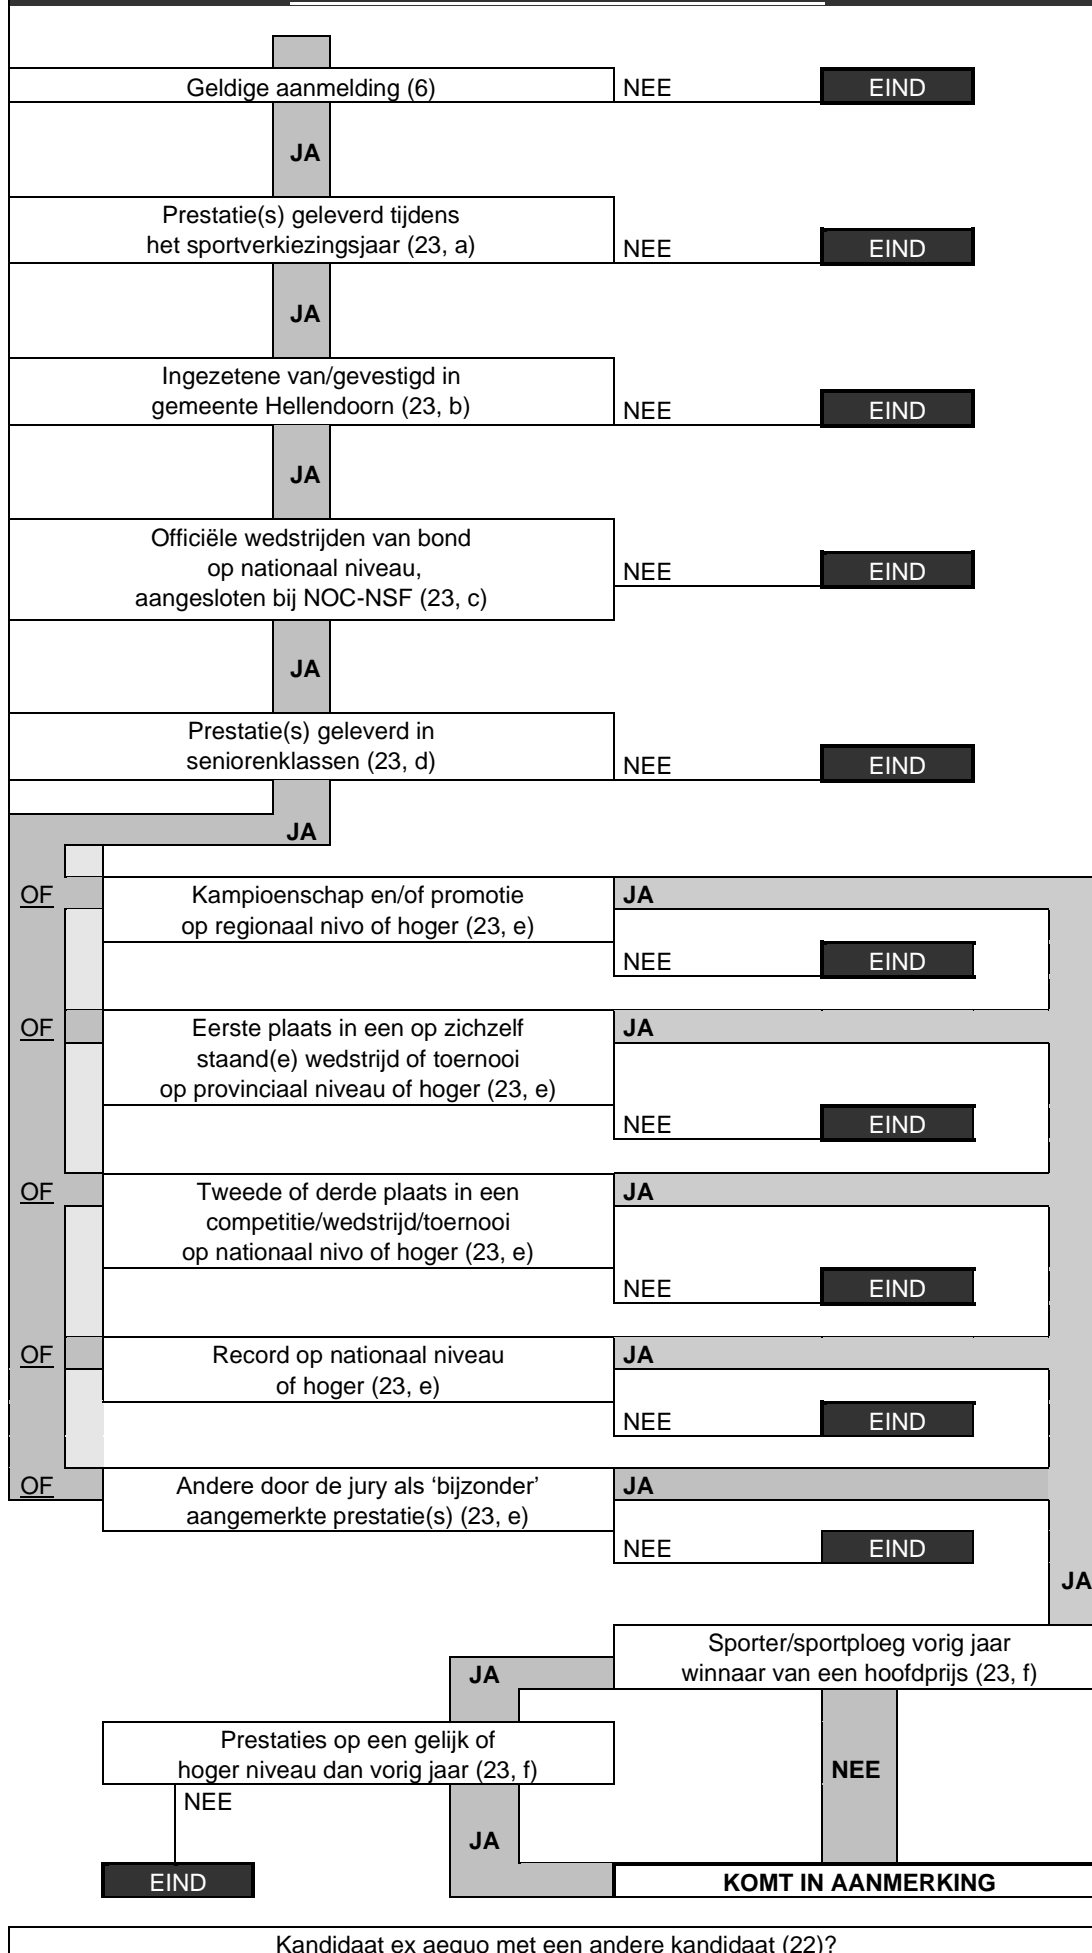 Geldige aanmelding (6) NEE EIND
JA
Prestatie(s) geleverd tijdens
het sportverkiezingsjaar (23, a) NEE EIND
JA
Ingezetene van/gevestigd in
gemeente Hellendoorn (23, b) NEE EIND
JA
Officiële wedstrijden van bond
op nationaal niveau, NEE EIND
aangesloten bij NOC-NSF (23, c)
JA
Prestatie(s) geleverd in
seniorenklassen (23, d) NEE EIND
JA
OF Kampioenschap en/of promotie JA
op regionaal nivo of hoger (23, e)
NEE EIND
OF Eerste plaats in een op zichzelf JA
staand(e) wedstrijd of toernooi
op provinciaal niveau of hoger (23, e)
NEE EIND
OF Tweede of derde plaats in een JA
competitie/wedstrijd/toernooi
op nationaal nivo of hoger (23, e)
NEE EIND
OF Record op nationaal niveau JA
of hoger (23, e)
NEE EIND
OF Andere door de jury als ‘bijzonder’ JA
aangemerkte prestatie(s) (23, e)
NEE EIND
JA
Sporter/sportploeg vorig jaar
JA winnaar van een hoofdprijs (23, f)
Prestaties op een gelijk of
hoger niveau dan vorig jaar (23, f) NEE
NEE
JA
EIND KOMT IN AANMERKING
Kandidaat ex aequo met een andere kandidaat (22)?